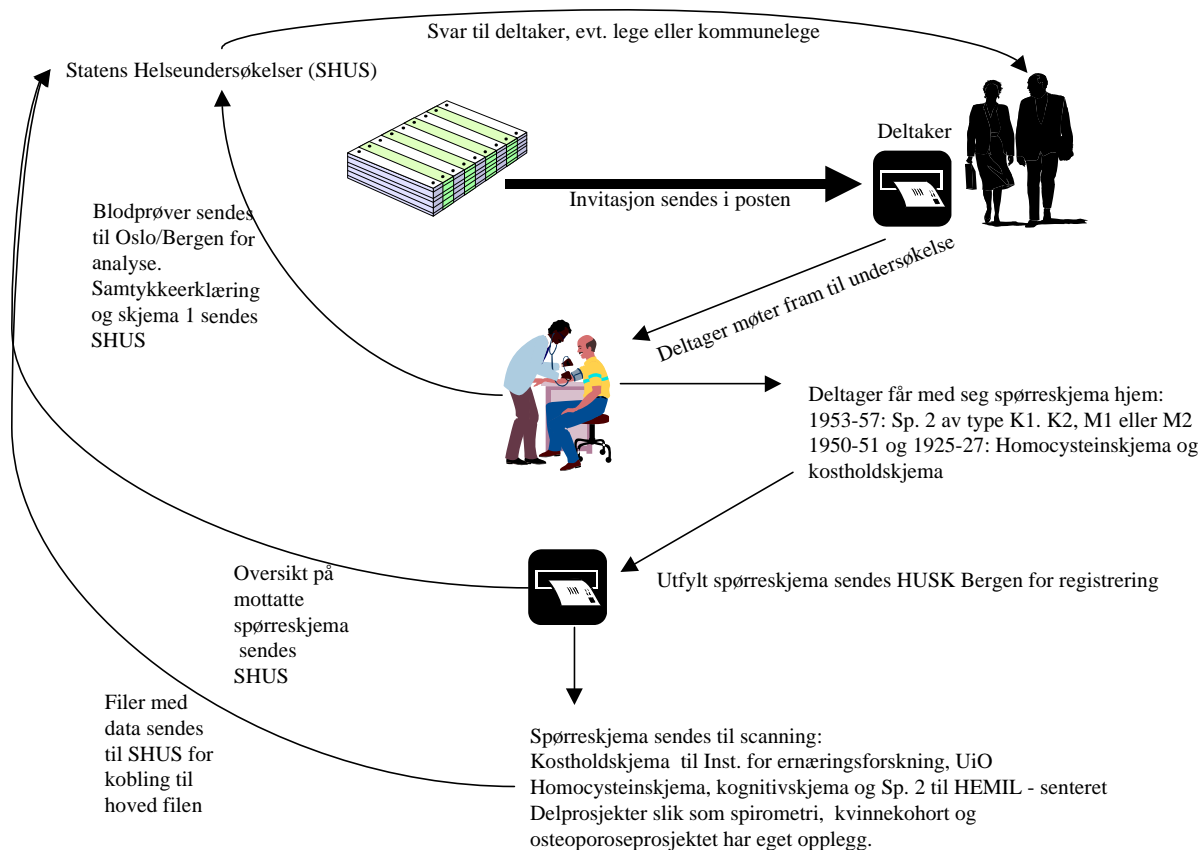 Svar til deltaker, evt. lege eller kommunelege
Statens Helseundersøkelser (SHUS)
Deltaker
Invitasjon sendes i posten
Blodprøver sendes
til Oslo/Bergen for
analyse.
Samtykkeerklæring
og skjema 1 sendes
SHUS
Deltager møter fram til undersøkelse
Deltager får med seg spørreskjema hjem:
1953-57: Sp. 2 av type K1. K2, M1 eller M2
1950-51 og 1925-27: Homocysteinskjema og
kostholdskjema
Utfylt spørreskjema sendes HUSK Bergen for registrering
Oversikt på
mottatte
spørreskjema
sendes
SHUS
Filer med
data sendes
til SHUS for
kobling til
hoved filen
Spørreskjema sendes til scanning:
Kostholdskjema til Inst. for ernæringsforskning, UiO
Homocysteinskjema, kognitivskjema og Sp. 2 til HEMIL - senteret
Delprosjekter slik som spirometri, kvinnekohort og
osteoporoseprosjektet har eget opplegg.